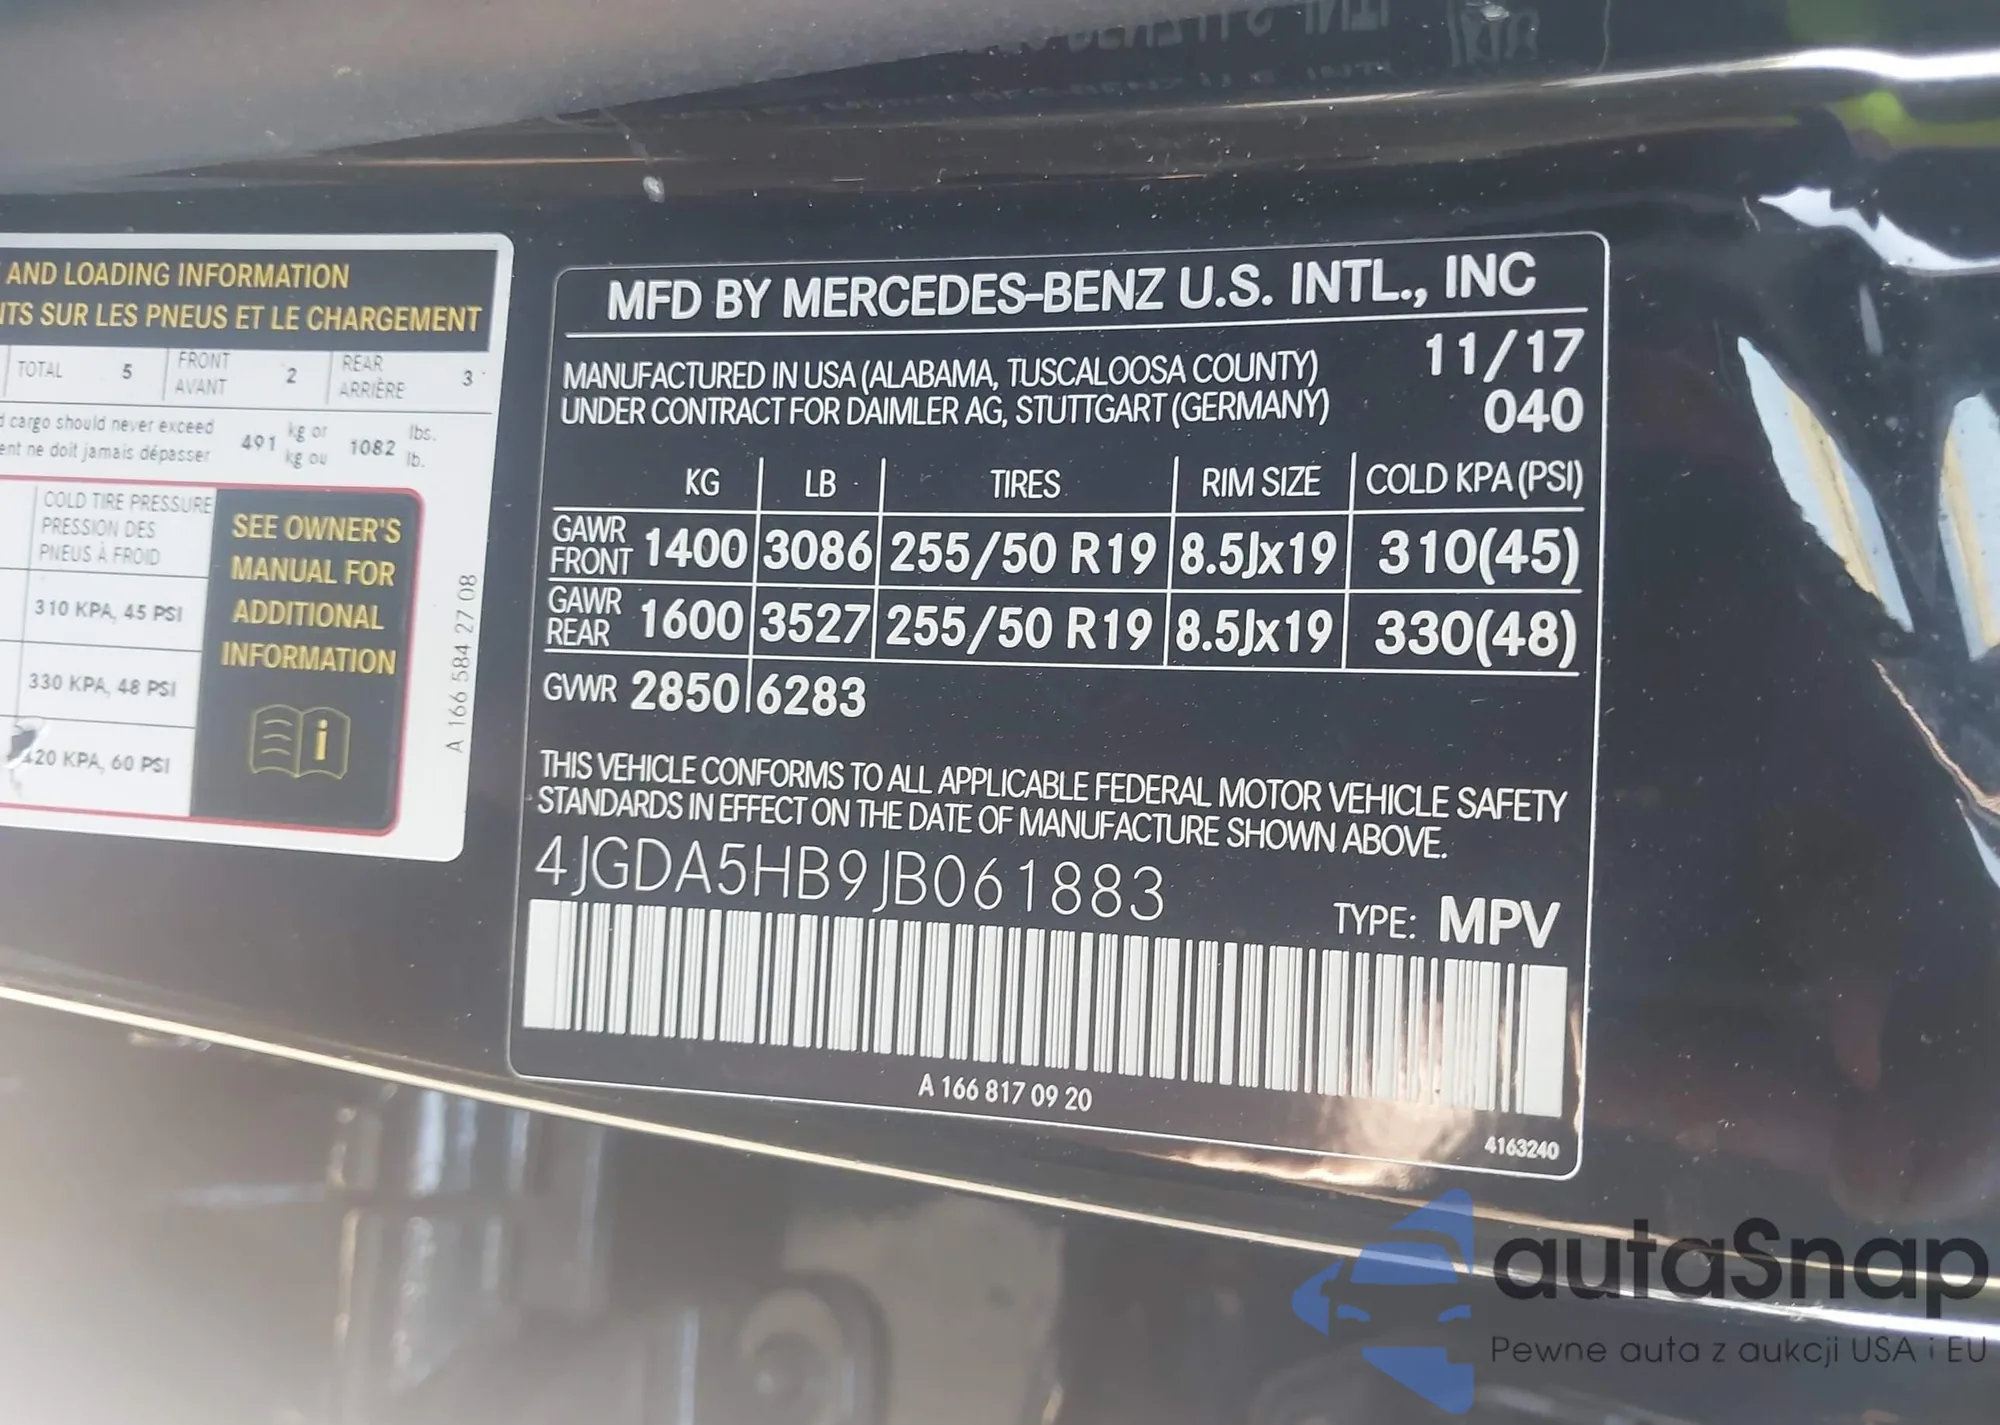 AND LOADING INFORMATION
NTS SUR LES PNEUS ET LE CHARGEMENT
TOTAL 5 FRONT AVANT 2 REAR ARRIÈRE 3
cargo should never exceed 491 kg or 1082 lbs.
ent ne doit jamais dépasser kg ou lb.
COLD TIRE PRESSURE
PRESSION DES
PNEUS À FROID
310 KPA, 45 PSI
330 KPA, 48 PSI
420 KPA, 60 PSI
SEE OWNER'S
MANUAL FOR
ADDITIONAL
INFORMATION
A 166 584 27 08
MFD BY MERCEDES-BENZ U.S. INTL., INC
MANUFACTURED IN USA (ALABAMA, TUSCALOOSA COUNTY) 11/17
UNDER CONTRACT FOR DAIMLER AG, STUTTGART (GERMANY) 040
KG LB TIRES RIM SIZE COLD KPA (PSI)
GAWR FRONT 1400 3086 255/50 R19 8.5Jx19 310(45)
GAWR REAR 1600 3527 255/50 R19 8.5Jx19 330(48)
GVWR 2850 6283
THIS VEHICLE CONFORMS TO ALL APPLICABLE FEDERAL MOTOR VEHICLE SAFETY
STANDARDS IN EFFECT ON THE DATE OF MANUFACTURE SHOWN ABOVE.
4JGDA5HB9JB061883
TYPE: MPV
A 166 817 09 20
4163240
autaSnap
Pewne auta z aukcji USA i EU